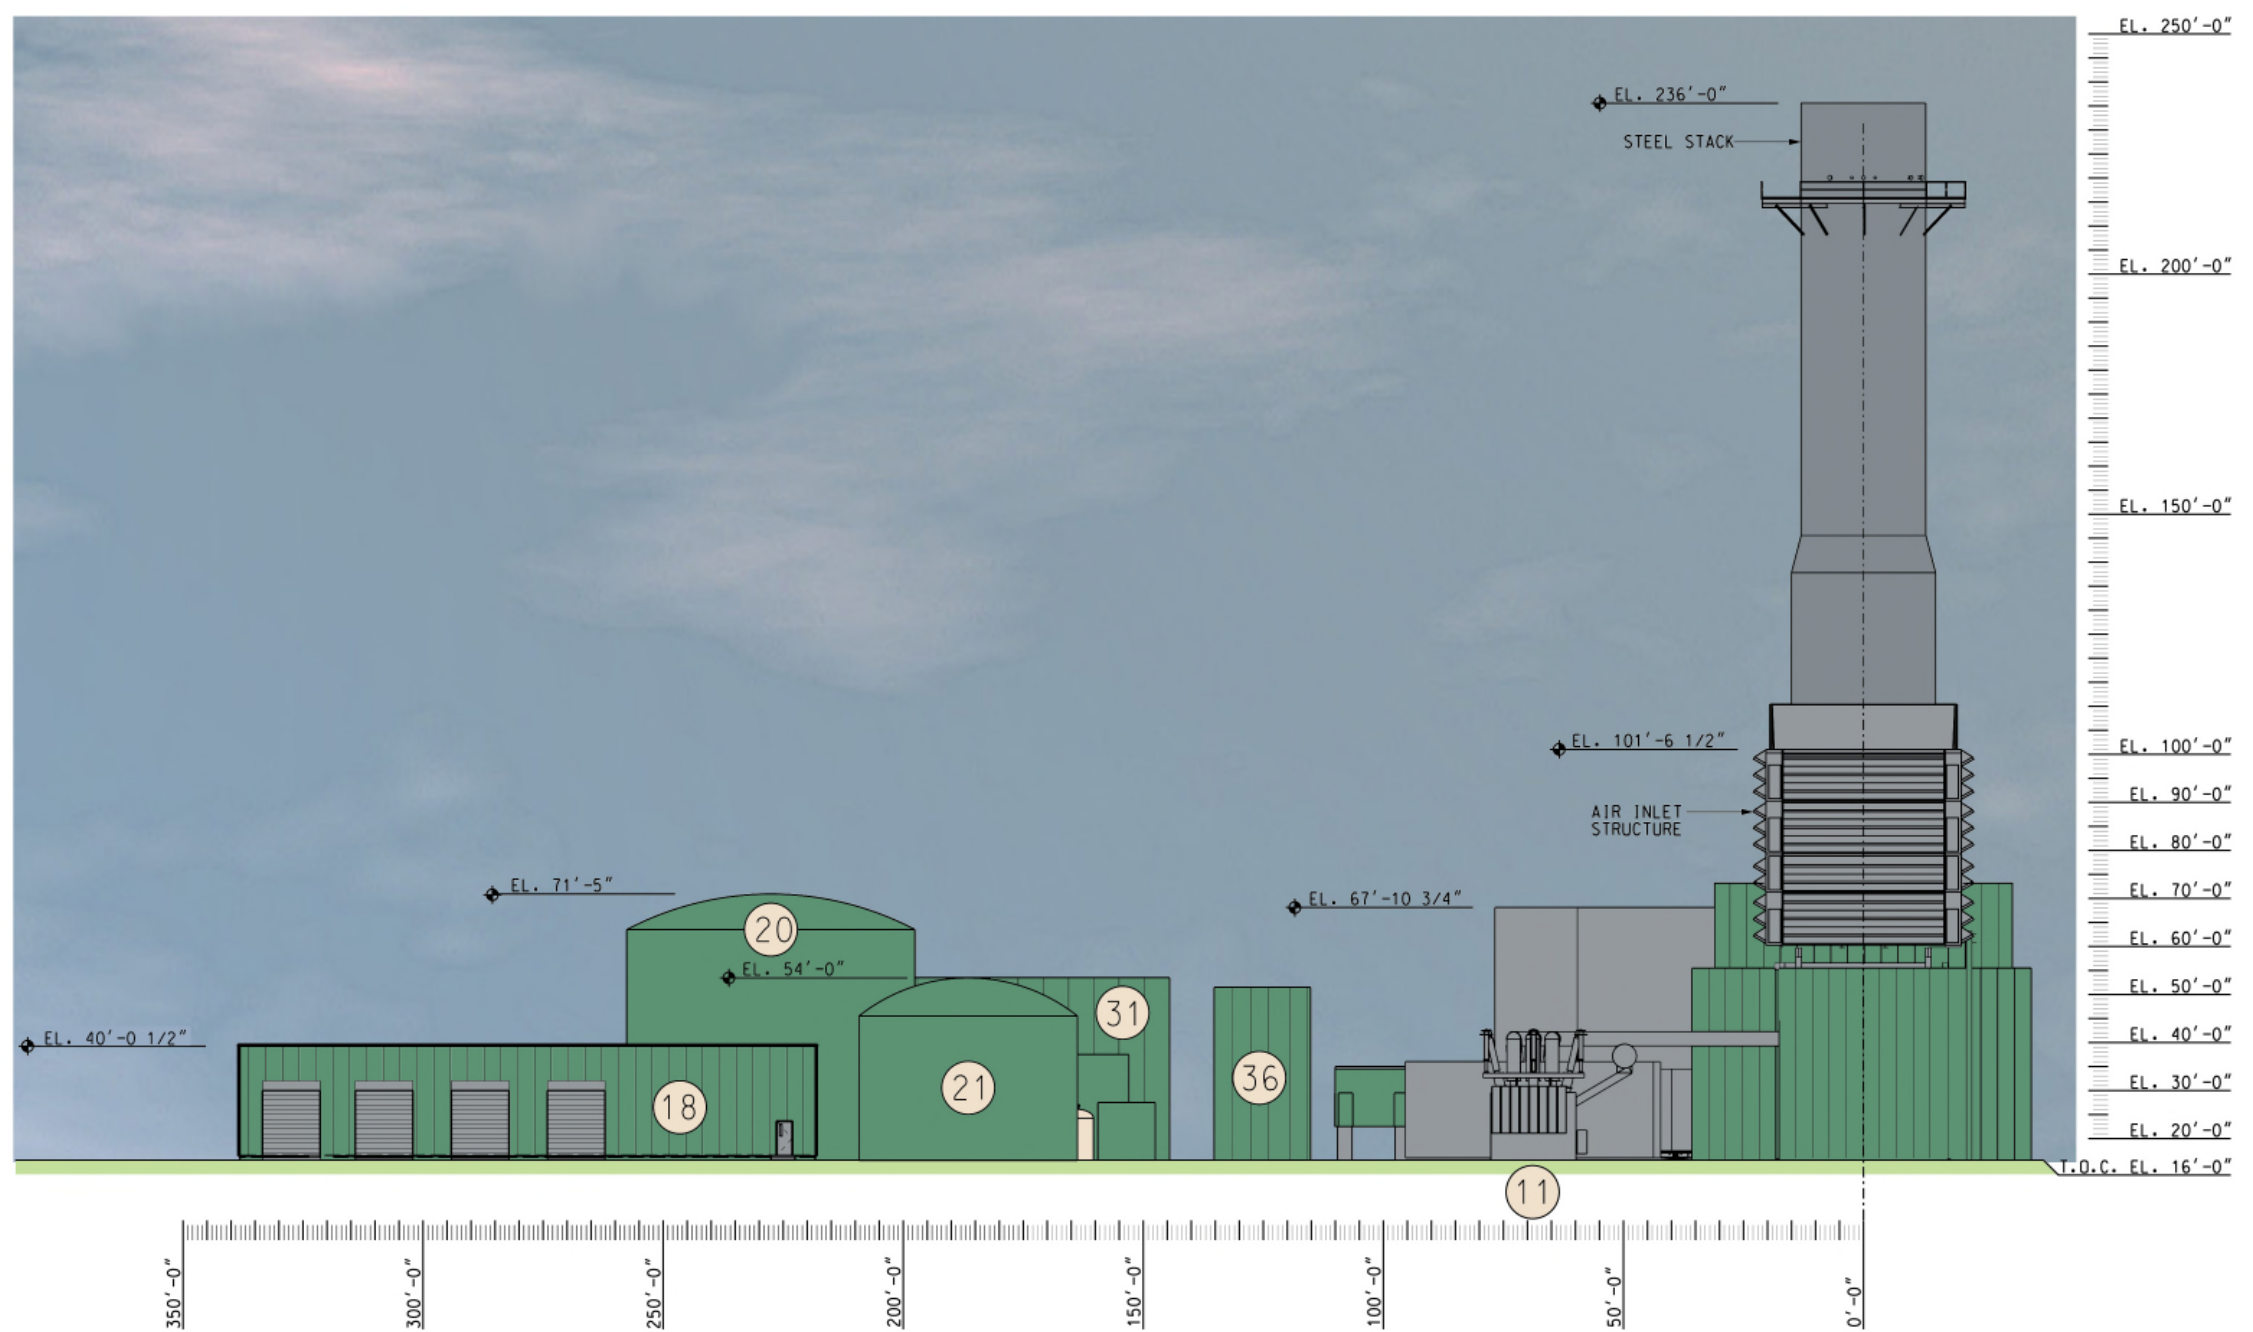 EL. 250'-0"
EL. 236'-0"
STEEL STACK
EL. 200'-0"
EL. 150'-0"
EL. 101'-6 1/2"
EL. 100'-0"
EL. 90'-0"
AIR INLET
STRUCTURE
EL. 80'-0"
EL. 71'-5"
EL. 67'-10 3/4"
EL. 70'-0"
20
EL. 60'-0"
EL. 54'-0"
EL. 50'-0"
31
EL. 40'-0 1/2"
EL. 40'-0"
36
21
EL. 30'-0"
18
EL. 20'-0"
T.O.C. EL. 16'-0"
11
350'-0"
300'-0"
250'-0"
200'-0"
150'-0"
100'-0"
50'-0"
0'-0"